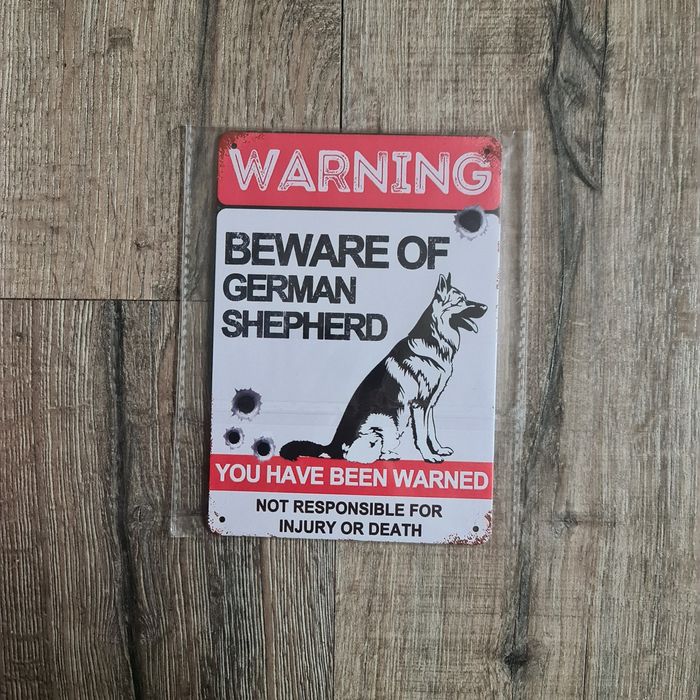 WARNING
BEWARE OF
GERMAN
SHEPHERD
YOU HAVE BEEN WARNED
NOT RESPONSIBLE FOR
INJURY OR DEATH